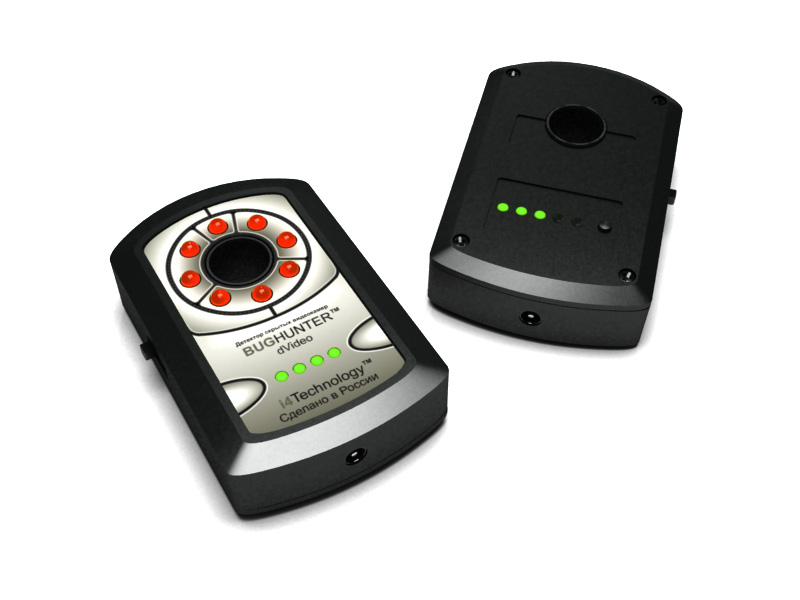 Детектор скрытых видеокамер
BUGHUNTER™
dVideo
i4Technology™
Сделано в России